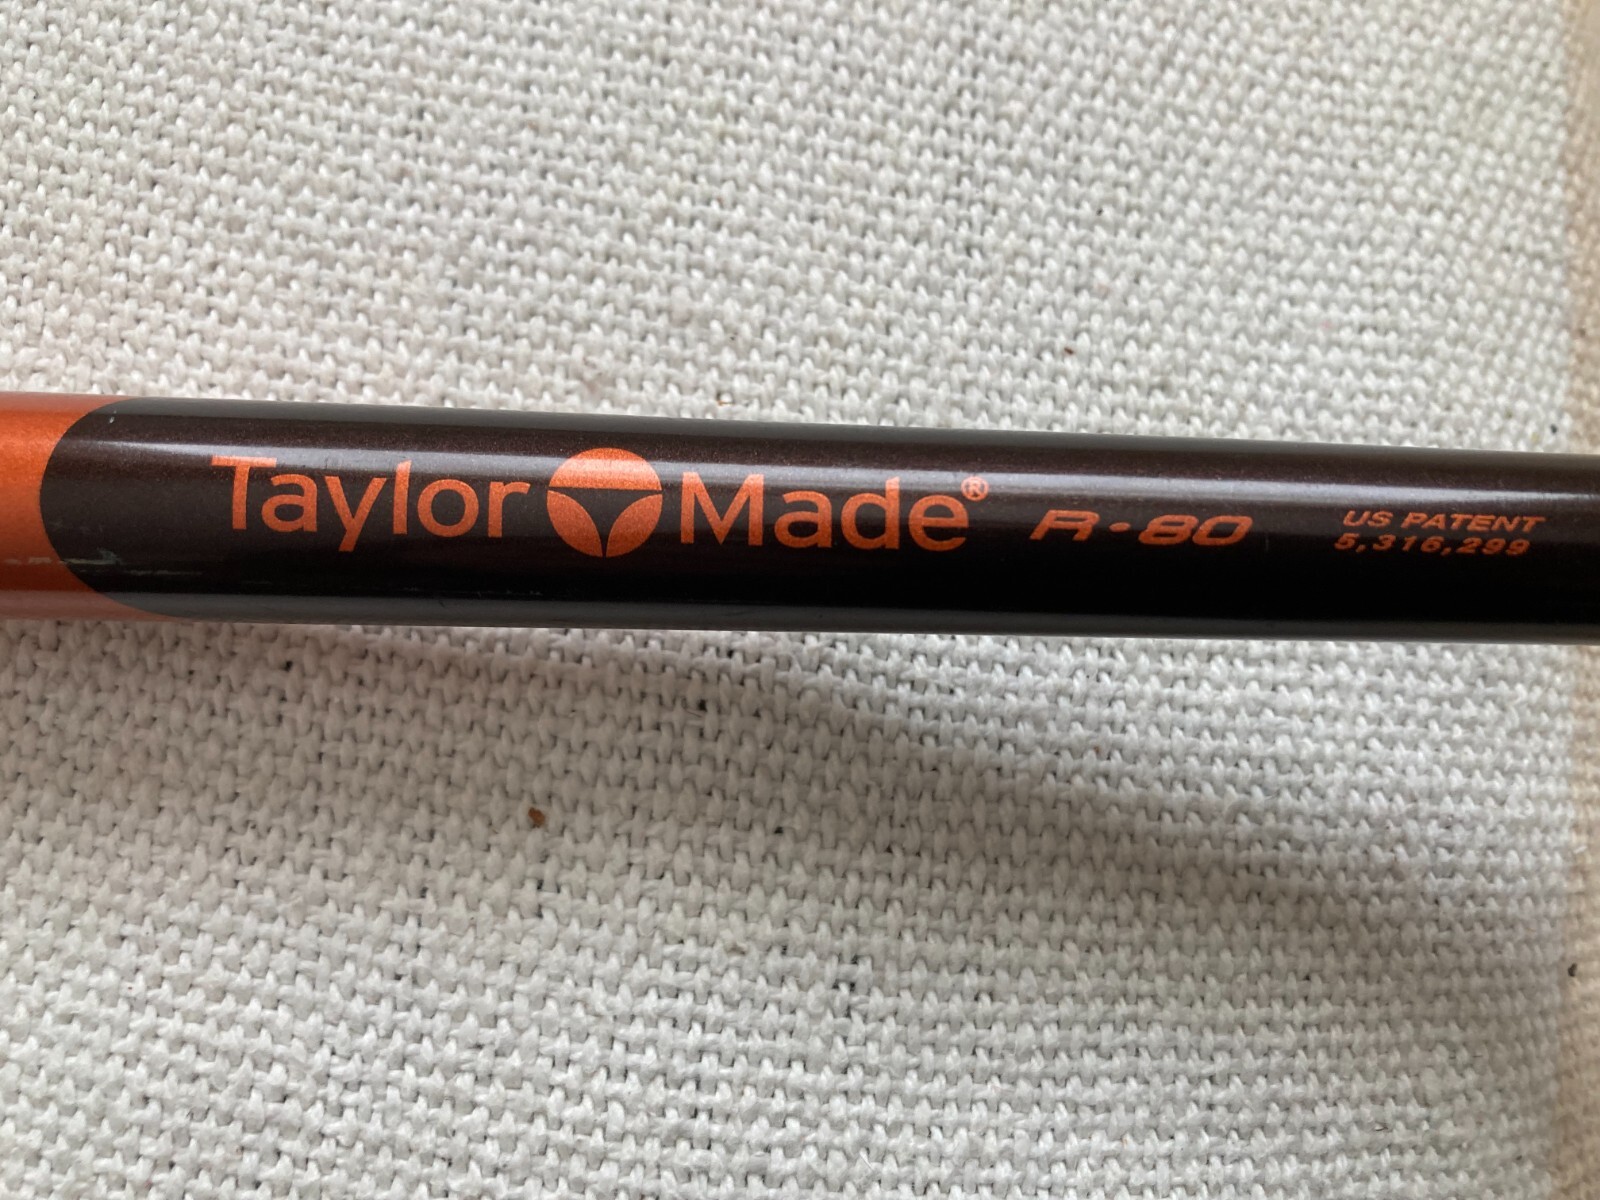 TaylorMade® R·80
US PATENT
5,316,299